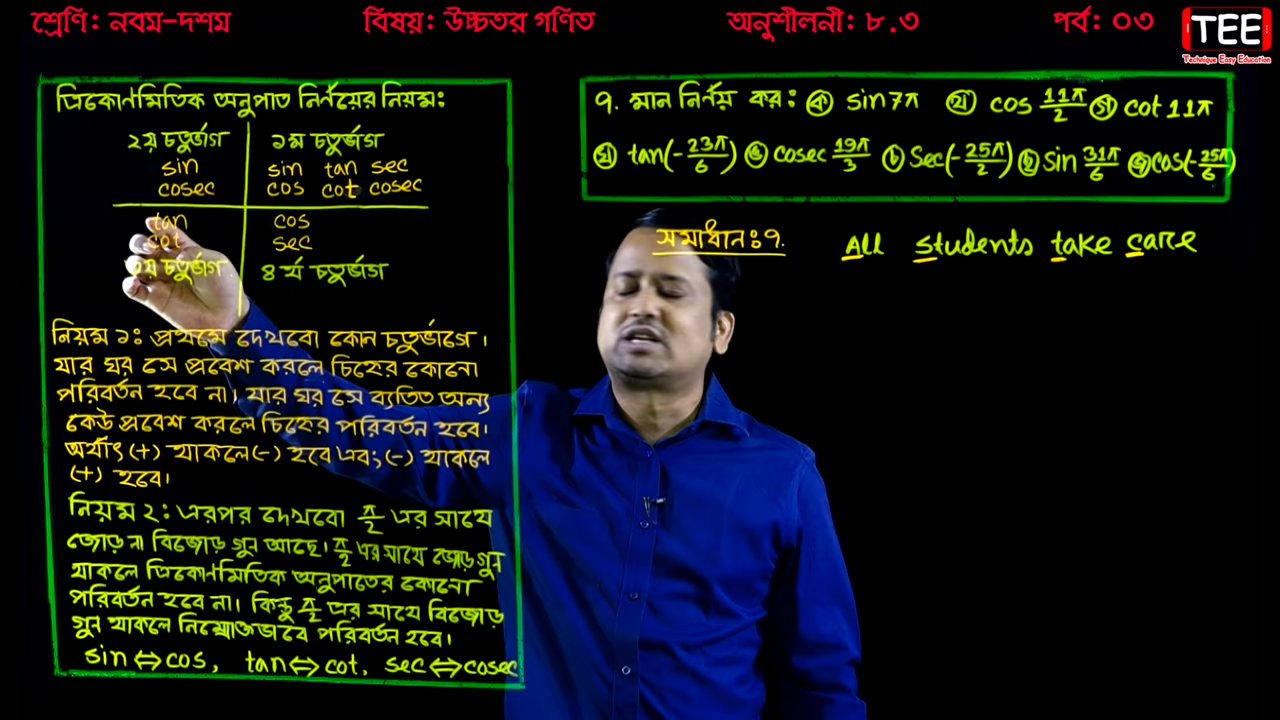 শ্রেণি: নবম-দশম বিষয়: উচ্চতর গণিত অনুশীলনী: ৮.৩ পর্ব: ০৩
TEE
Technique Easy Education
ত্রিকোণমিতিক অনুপাত নির্ণয়ের নিয়ম:
২য় চতুর্ভাগ ১ম চতুর্ভাগ
sin sin tan sec
cosec cos cot cosec
tan cos
cot sec
৩য় চতুর্ভাগ ৪র্থ চতুর্ভাগ
নিয়ম ১: প্রথমে দেখবো কোন চতুর্ভাগে।
যার ঘর সে প্রবেশ করলে চিহ্নের কোনো
পরিবর্তন হবে না। যার ঘর সে ব্যতিত অন্য
কেউ প্রবেশ করলে চিহ্নের পরিবর্তন হবে।
অর্থাৎ (+) থাকলে (-) হবে এবং (-) থাকলে
(+) হবে।
নিয়ম ২: এরপর দেখবো π/2 এর সাথে
জোড় না বিজোড় গুন আছে। π/2 এর সাথে জোড় গুন
থাকলে ত্রিকোণমিতিক অনুপাতের কোনো
পরিবর্তন হবে না। কিন্তু π/2 এর সাথে বিজোড়
গুন থাকলে নিম্নোক্তভাবে পরিবর্তন হবে।
sin⇔cos, tan⇔cot, sec⇔cosec
৭. মান নির্ণয় কর: ⓚ sin 7π ⓚ cos 11π/2 ⓖ cot 11π
ঘ tan(-23π/6) ঙ cosec 19π/3 চ Sec(-25π/2) ছ sin 31π/6 জ cos(-25π/6)
সমাধান: ৭. All students take care